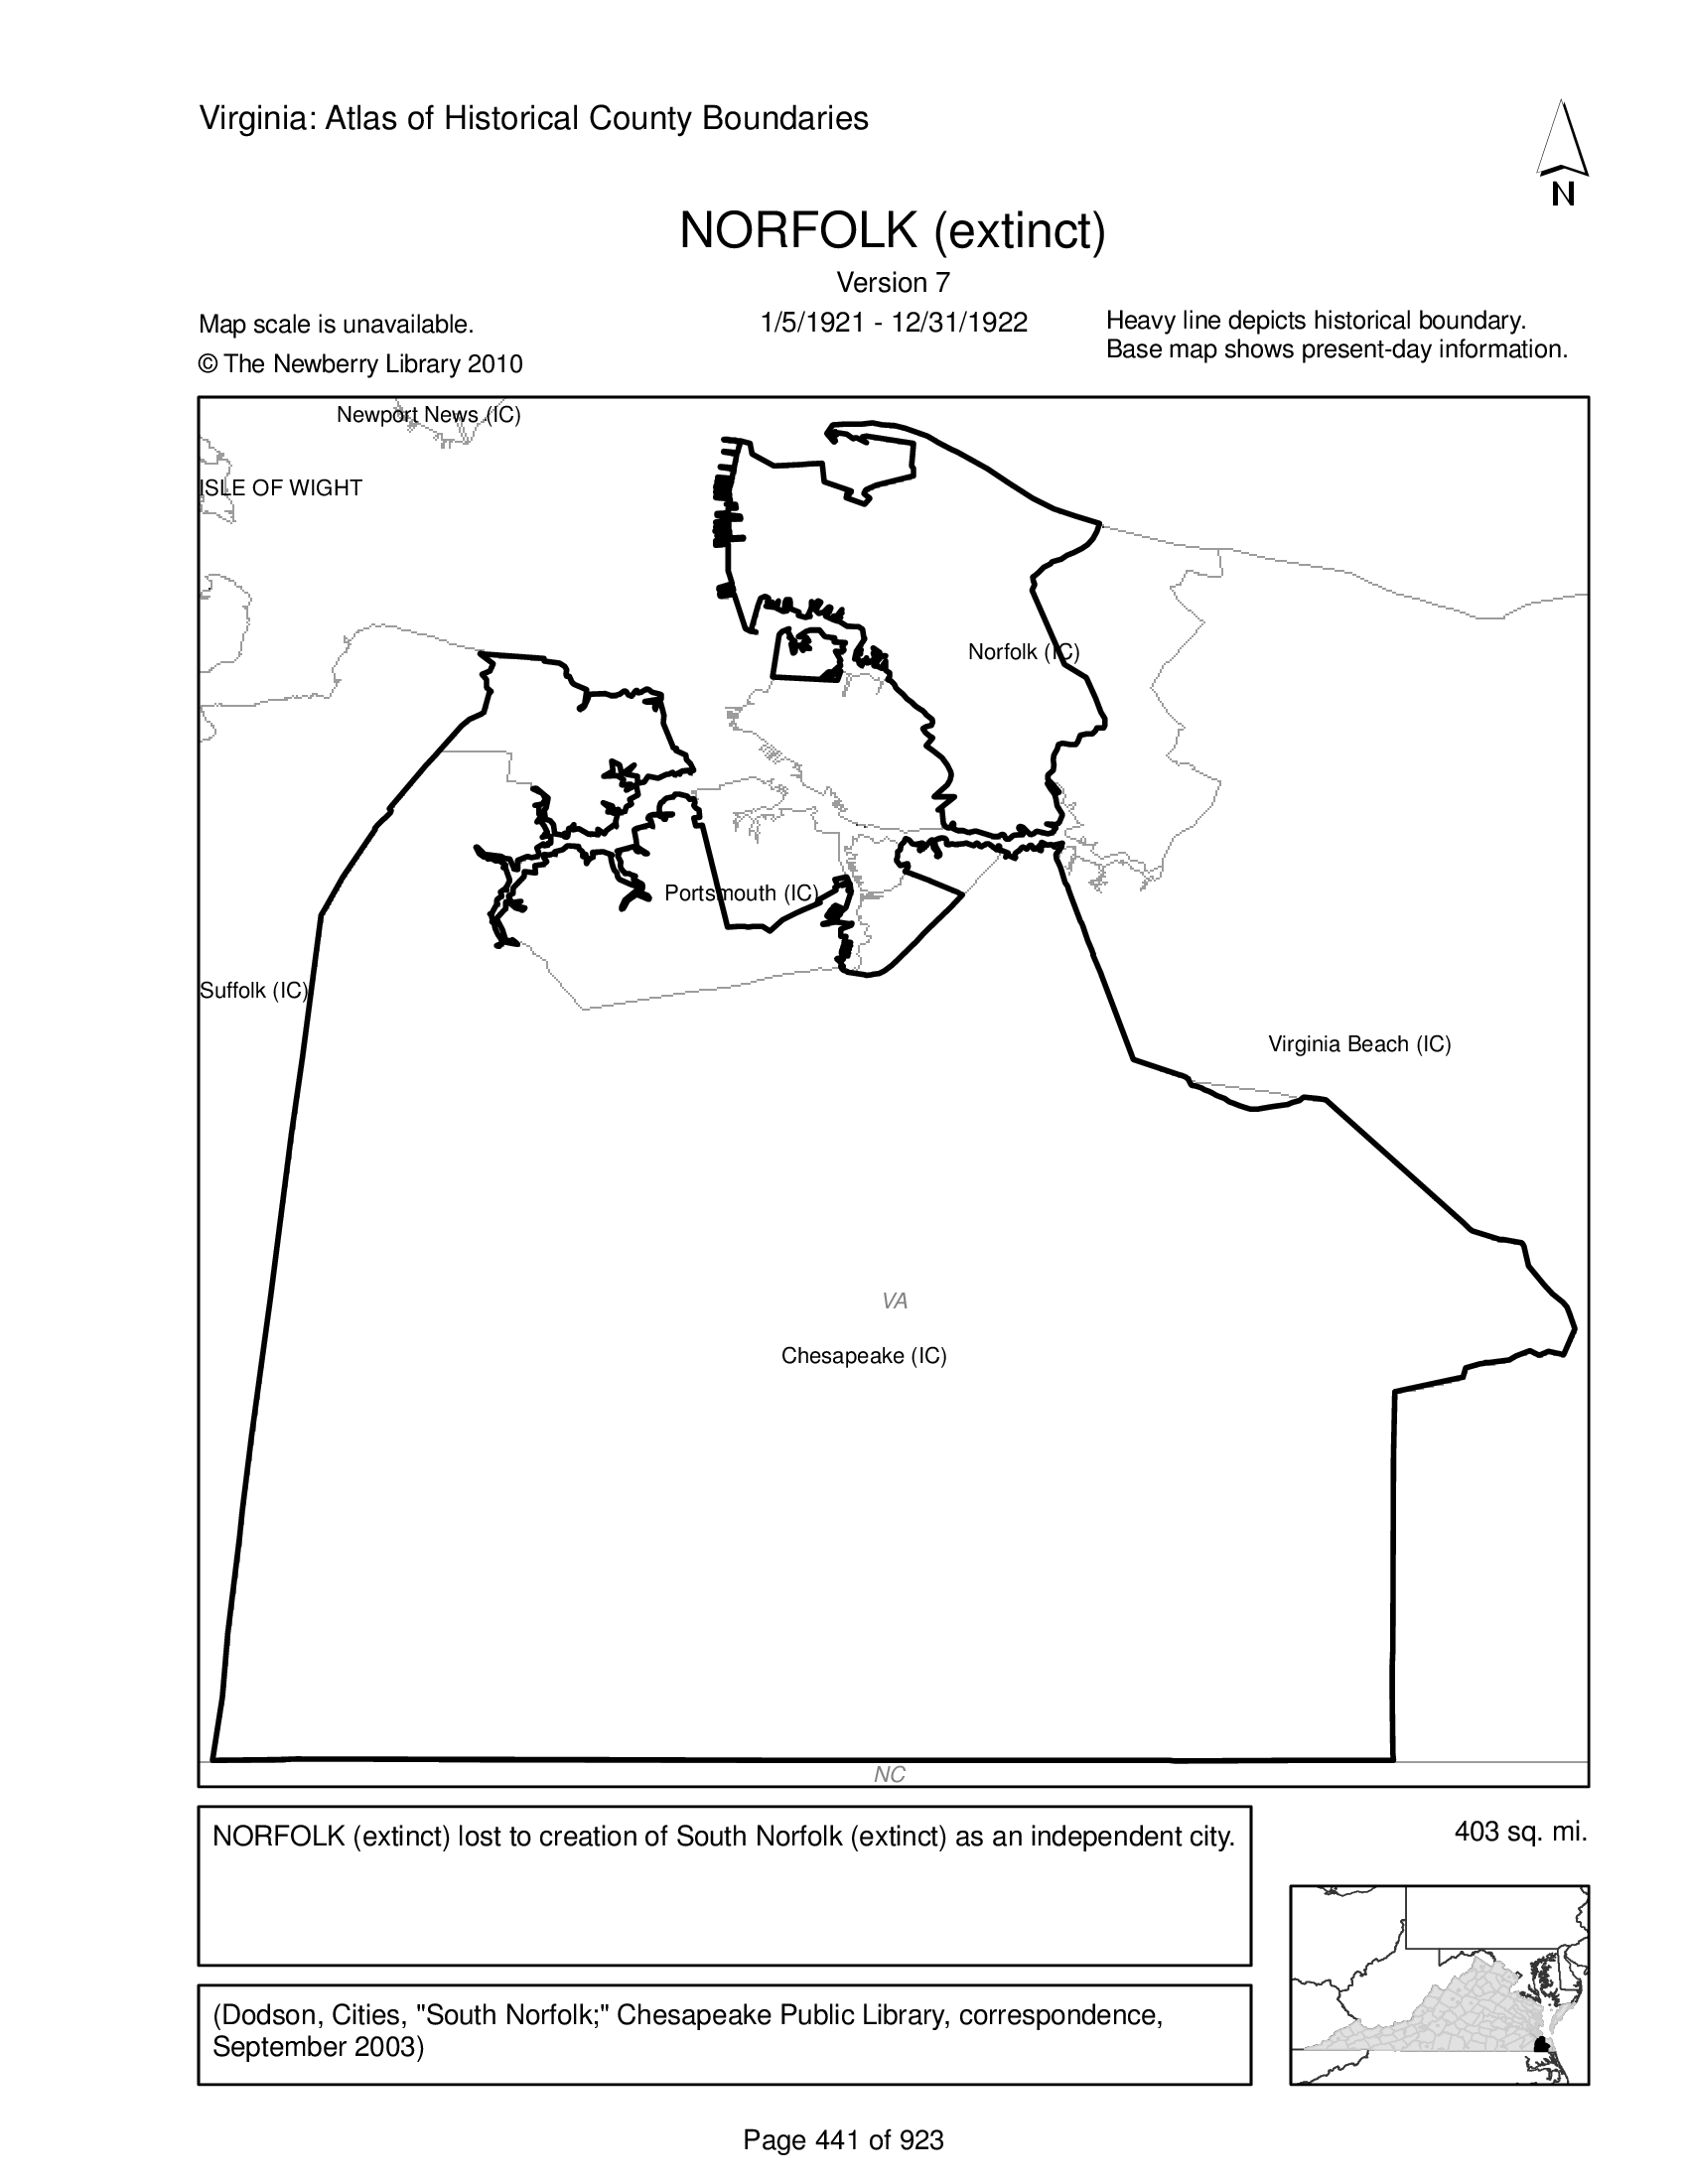 Virginia: Atlas of Historical County Boundaries
N
NORFOLK (extinct)
Version 7
1/5/1921 - 12/31/1922
Map scale is unavailable.
© The Newberry Library 2010
Heavy line depicts historical boundary.
Base map shows present-day information.
Newport News (IC)
ISLE OF WIGHT
Norfolk (IC)
Portsmouth (IC)
Suffolk (IC)
Virginia Beach (IC)
VA
Chesapeake (IC)
NC
NORFOLK (extinct) lost to creation of South Norfolk (extinct) as an independent city.
403 sq. mi.
(Dodson, Cities, "South Norfolk;" Chesapeake Public Library, correspondence,
September 2003)
Page 441 of 923